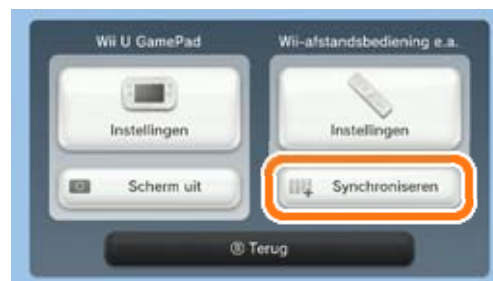 Wii U GamePad
Wii-afstandsbediening e.a.
Instellingen
Instellingen
Scherm uit
Synchroniseren
Ⓑ Terug